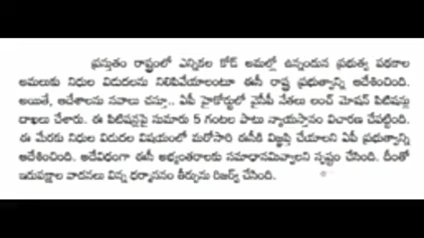 ప్రస్తుతం రాష్ట్రంలో ఎన్నికల కోడ్ అమల్లో ఉన్నందున ప్రభుత్వ పథకాల
అమలుకు నిధుల విడుదలను నిలిపివేయాలంటూ ఈసీ రాష్ట్ర ప్రభుత్వాన్ని ఆదేశించింది.
అయితే, ఆదేశాలను సవాలు చేస్తూ.. ఏపీ హైకోర్టులో వైసీపీ నేతలు లంచ్ మోషన్ పిటిషన్లు
దాఖలు చేశారు. ఈ పిటిషన్లపై సుమారు 5 గంటల పాటు న్యాయస్థానం విచారణ చేపట్టింది.
ఈ మేరకు నిధుల విడుదల విషయంలో మరోసారి ఈసీకి విజ్ఞప్తి చేయాలని ఏపీ ప్రభుత్వాన్ని
ఆదేశించింది. అదేవిధంగా ఈసీ అభ్యంతరాలకు సమాధానమివ్వాలని స్పష్టం చేసింది. దీంతో
ఇరుపక్షాల వాదనలు విన్న ధర్మాసనం తీర్పును రిజర్వ్ చేసింది.